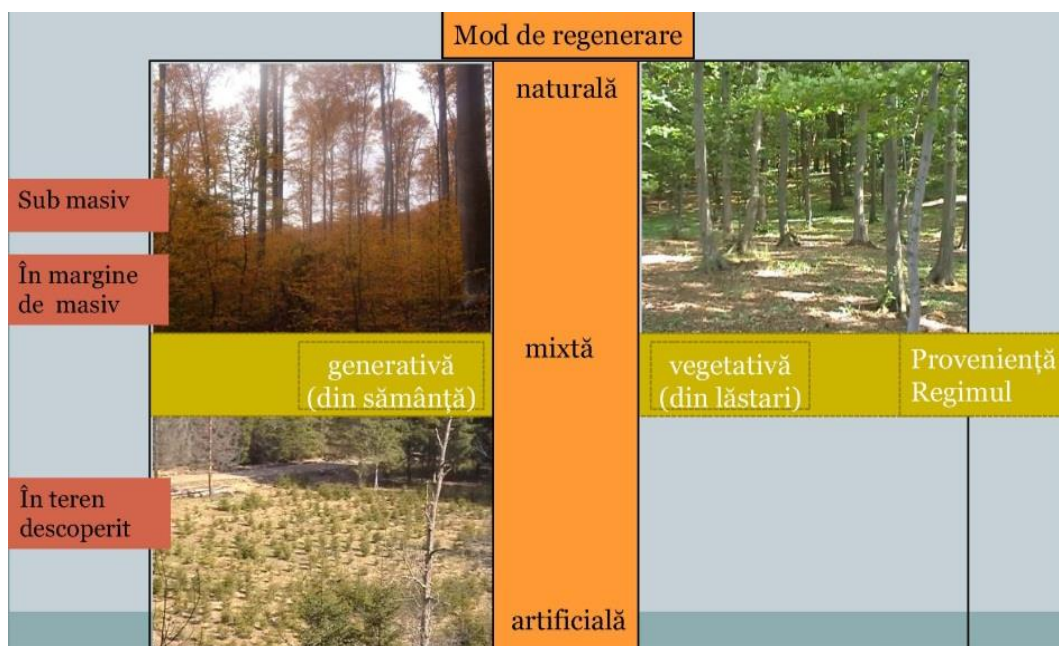 Mod de regenerare
naturală
Sub masiv
În margine
de masiv
mixtă
generativă
(din sămânță)
vegetativă
(din lăstari)
Proveniență
Regimul
În teren
descoperit
artificială